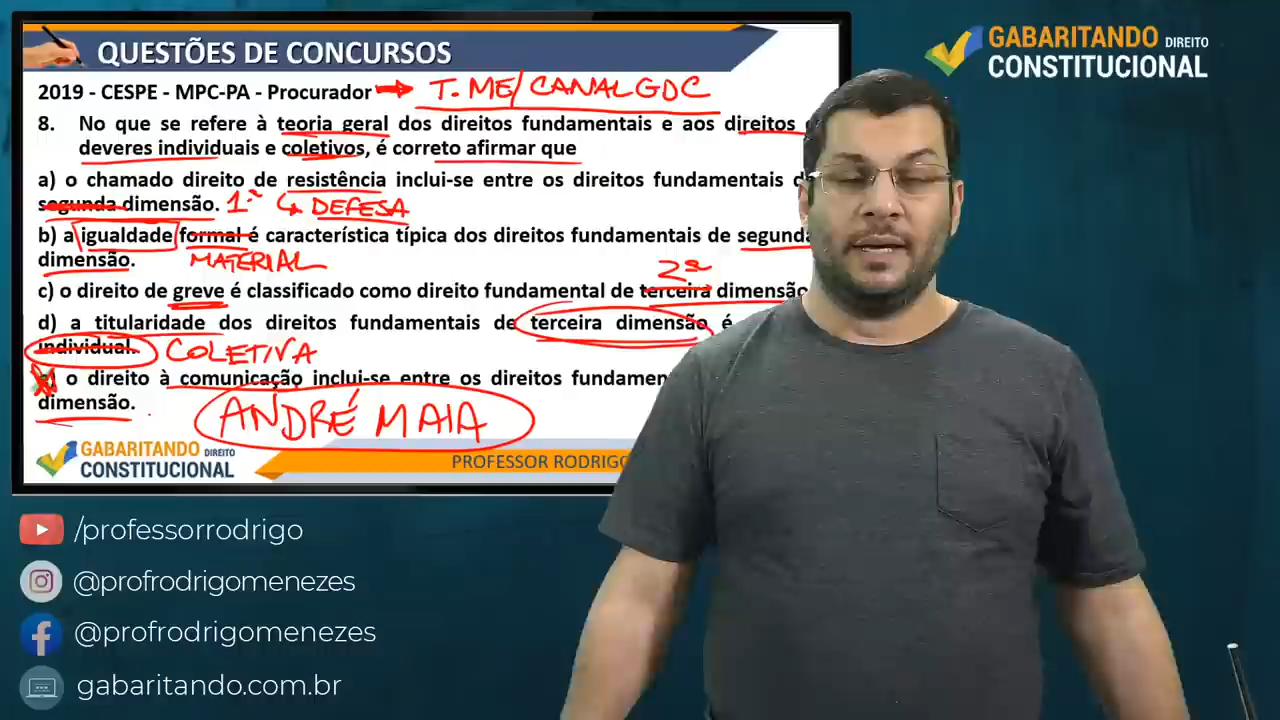 QUESTÕES DE CONCURSOS
GABARITANDO DIREITO
CONSTITUCIONAL
2019 - CESPE - MPC-PA - Procurador → T.ME/CANALGDC
8. No que se refere à teoria geral dos direitos fundamentais e aos direitos
deveres individuais e coletivos, é correto afirmar que
a) o chamado direito de resistência inclui-se entre os direitos fundamentais
segunda dimensão. 1ª ↳ DEFESA
b) a igualdade formal é característica típica dos direitos fundamentais de segunda
dimensão. MATERIAL
2ª
c) o direito de greve é classificado como direito fundamental de terceira dimensão
d) a titularidade dos direitos fundamentais de terceira dimensão é
individual. COLETIVA
o direito à comunicação inclui-se entre os direitos
dimensão.
ANDRÉ MAIA
GABARITANDO DIREITO
CONSTITUCIONAL
PROFESSOR RODRIGO
/professorrodrigo
@profrodrigomenezes
@profrodrigomenezes
gabaritando.com.br